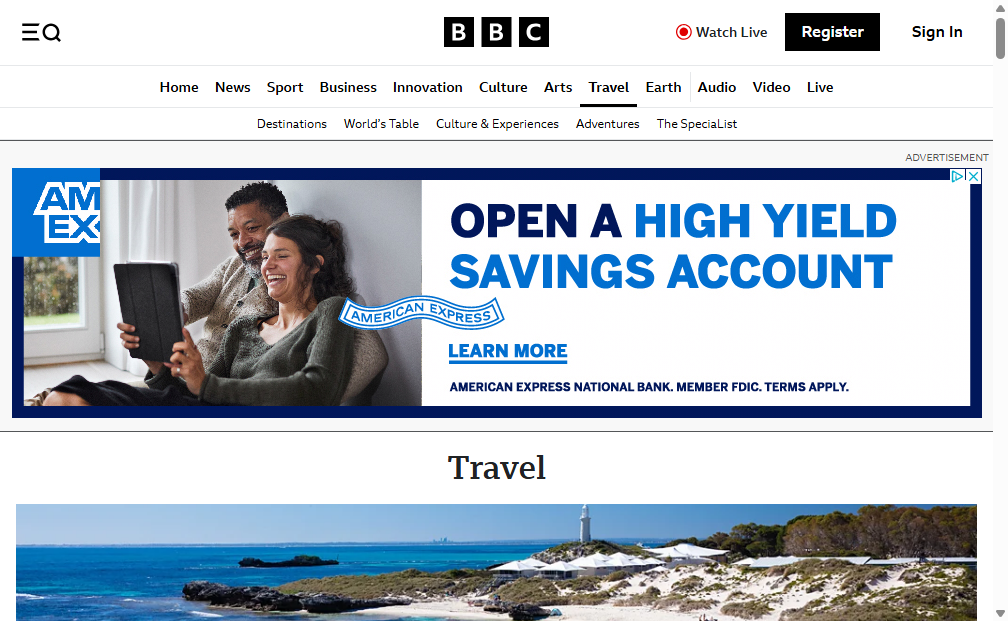 BBC
Watch Live
Register
Sign In
Home News Sport Business Innovation Culture Arts Travel Earth Audio Video Live
Destinations World's Table Culture & Experiences Adventures The SpeciaList
ADVERTISEMENT
AM
EX
OPEN A HIGH YIELD
SAVINGS ACCOUNT
AMERICAN EXPRESS
LEARN MORE
AMERICAN EXPRESS NATIONAL BANK. MEMBER FDIC. TERMS APPLY.
Travel